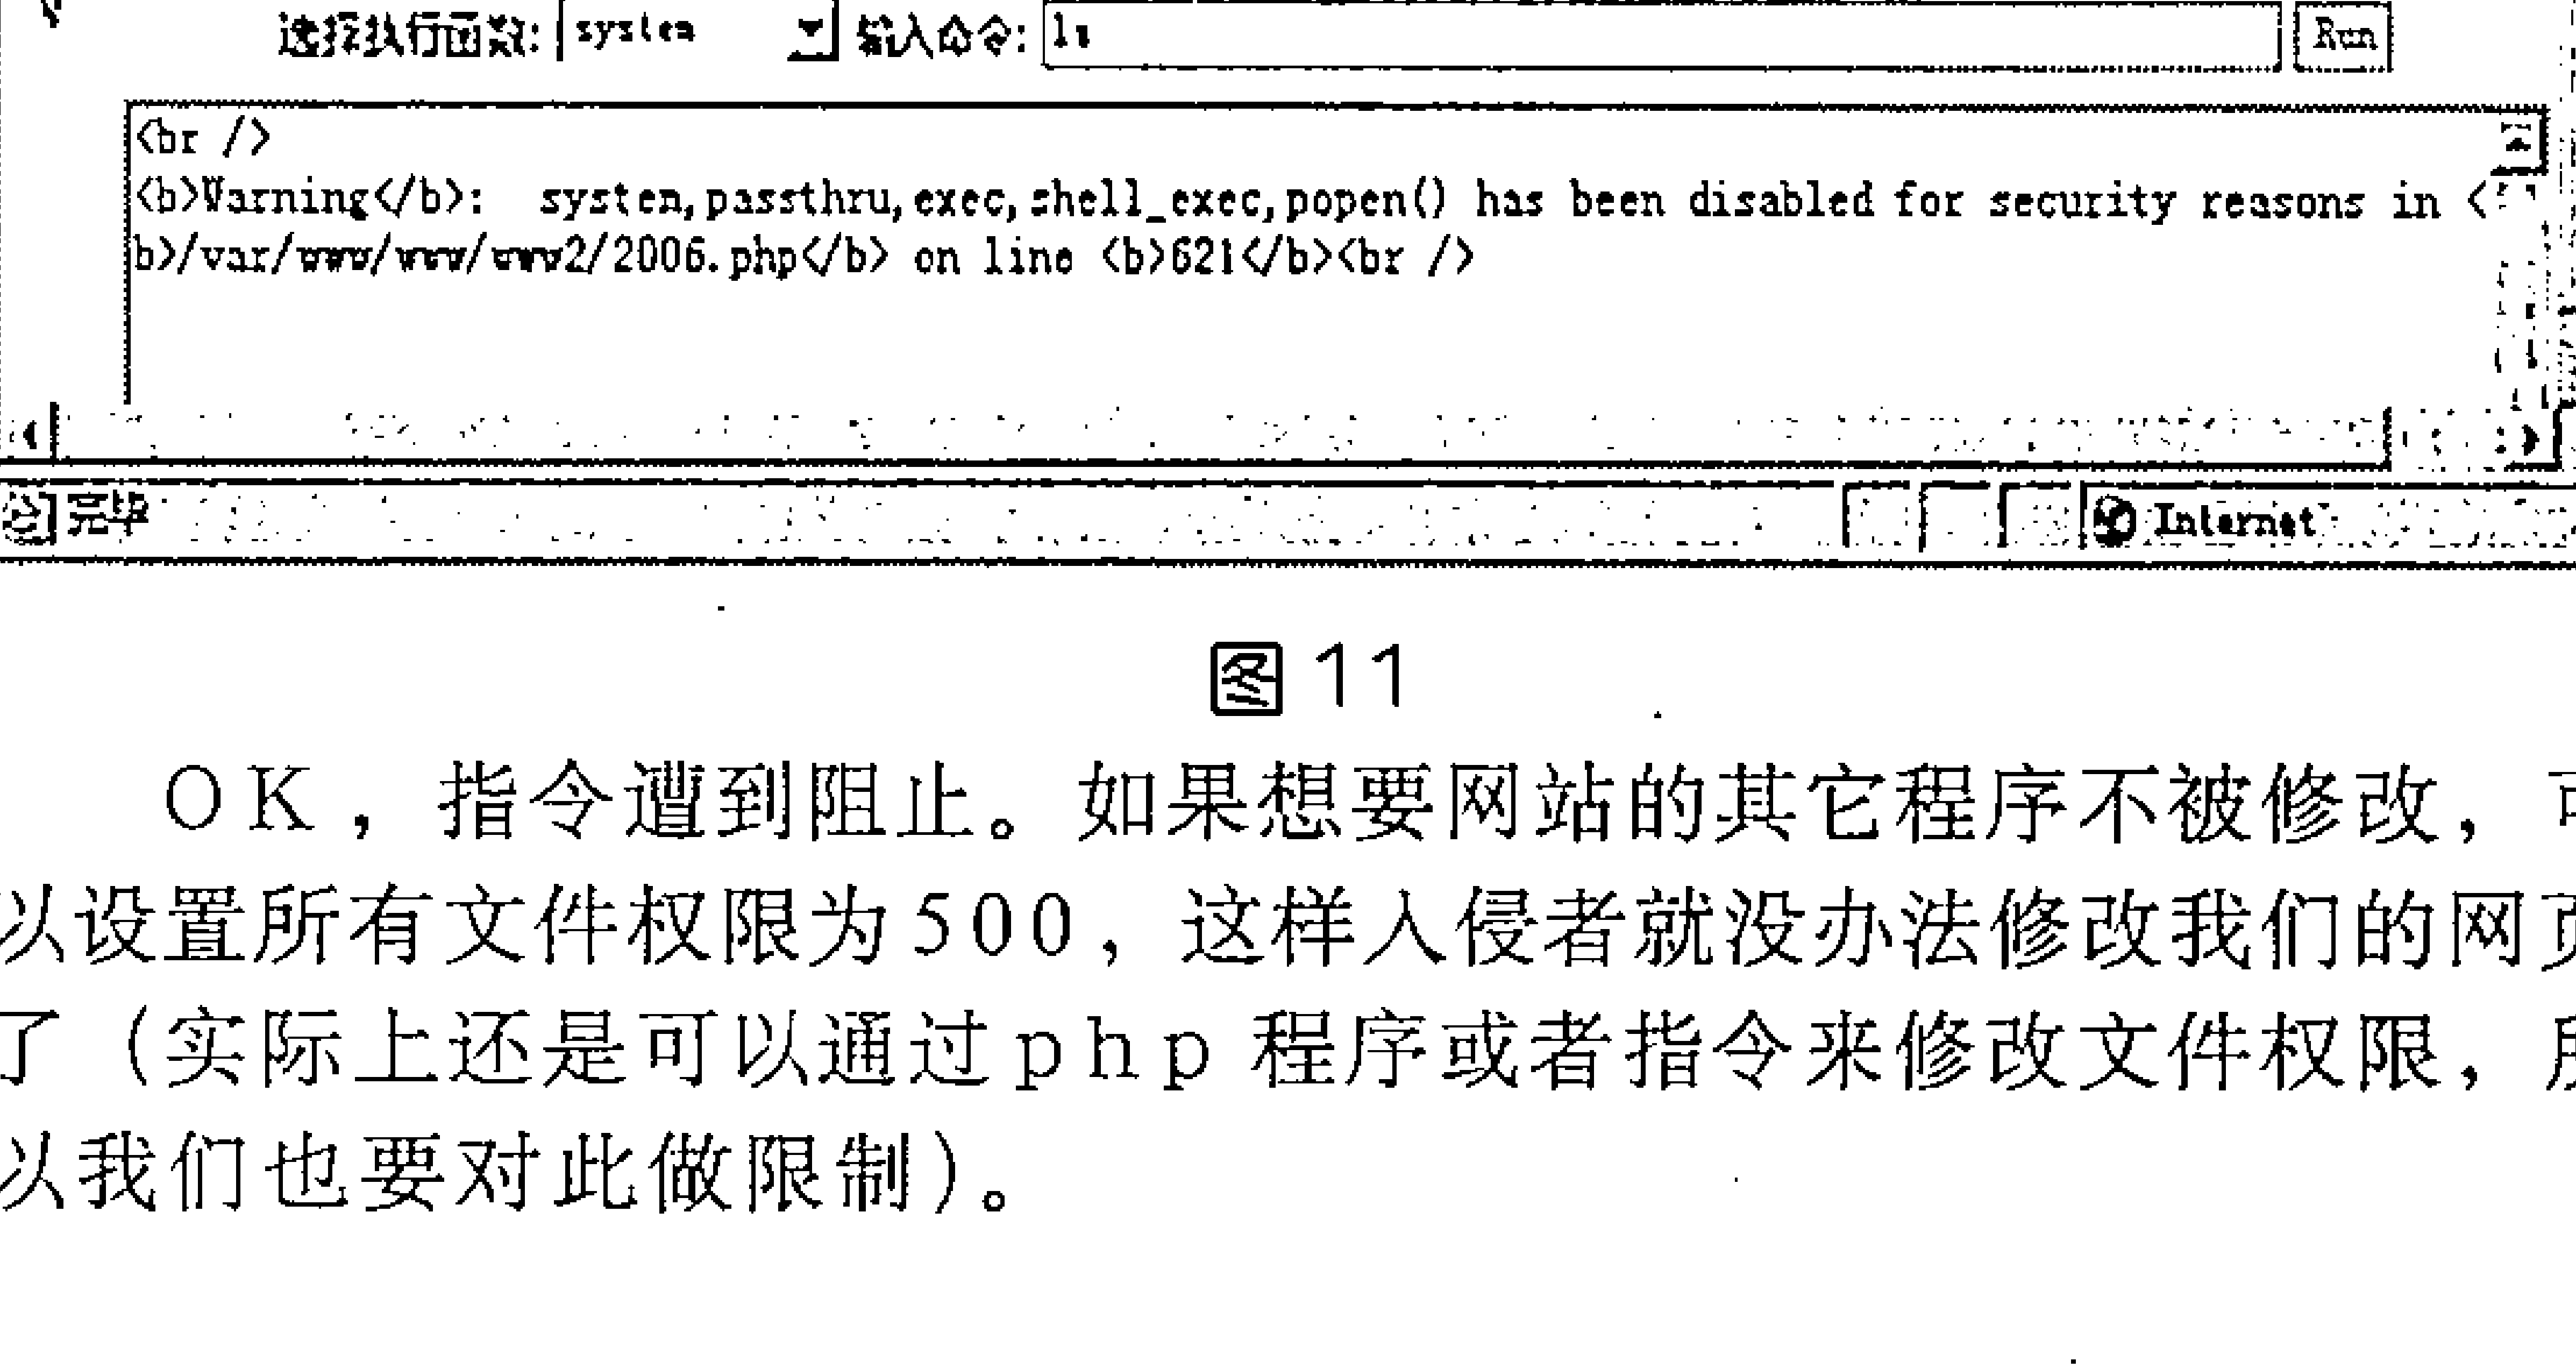 选择执行函数: system 输入命令: ls Run
<br />
<b>Warning</b>: system,passthru,exec,shell_exec,popen() has been disabled for security reasons in <
b>/var/www/www/www2/2006.php</b> on line <b>621</b><br />
完毕 Internet
图 11
OK，指令遭到阻止。如果想要网站的其它程序不被修改，可
以设置所有文件权限为500，这样入侵者就没办法修改我们的网页
了（实际上还是可以通过php 程序或者指令来修改文件权限，所
以我们也要对此做限制）。